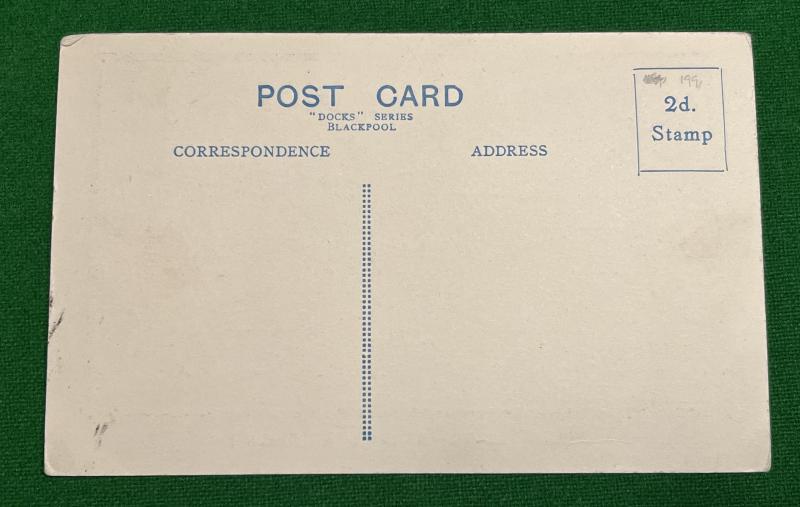 POST CARD
"DOCKS" SERIES
BLACKPOOL
CORRESPONDENCE
ADDRESS
2d.
Stamp